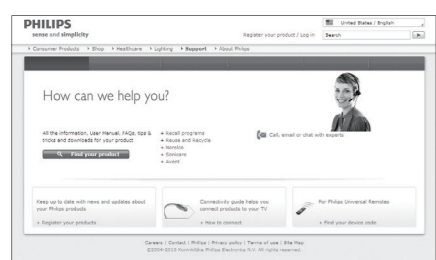 PHILIPS
sense and simplicity
United States / English
Register your product / Log in
Search
Consumer Products
Shop
Healthcare
Lighting
Support
About Philips
How can we help you?
All the information, User Manual, FAQs, tips &
tricks and downloads for your product
Find your product
+ Recall programs
+ Reuse and Recycle
+ Norelco
+ Sonicare
+ Avent
Call, email or chat with experts
Keep up to date with news and updates about
your Philips products
+ Register your products
Connectivity guide helps you
connect products to your TV
+ How to connect
For Philips Universal Remotes
+ Find your device code
Careers | Contact | Philips | Privacy policy | Terms of use | Site Map
©2004-2010 Koninklijke Philips Electronics N.V. All rights reserved.